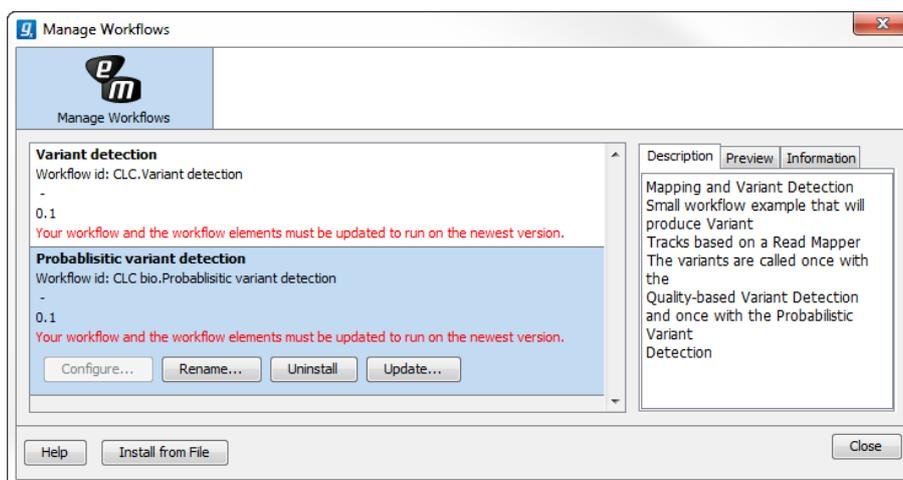 Manage Workflows
Manage Workflows
Variant detection
Workflow id: CLC.Variant detection
-
0.1
Your workflow and the workflow elements must be updated to run on the newest version.
Probablisitic variant detection
Workflow id: CLC bio.Probablisitic variant detection
-
0.1
Your workflow and the workflow elements must be updated to run on the newest version.
Configure... Rename... Uninstall Update...
Description Preview Information
Mapping and Variant Detection
Small workflow example that will
produce Variant
Tracks based on a Read Mapper
The variants are called once with
the
Quality-based Variant Detection
and once with the Probabilistic
Variant
Detection
Help Install from File Close